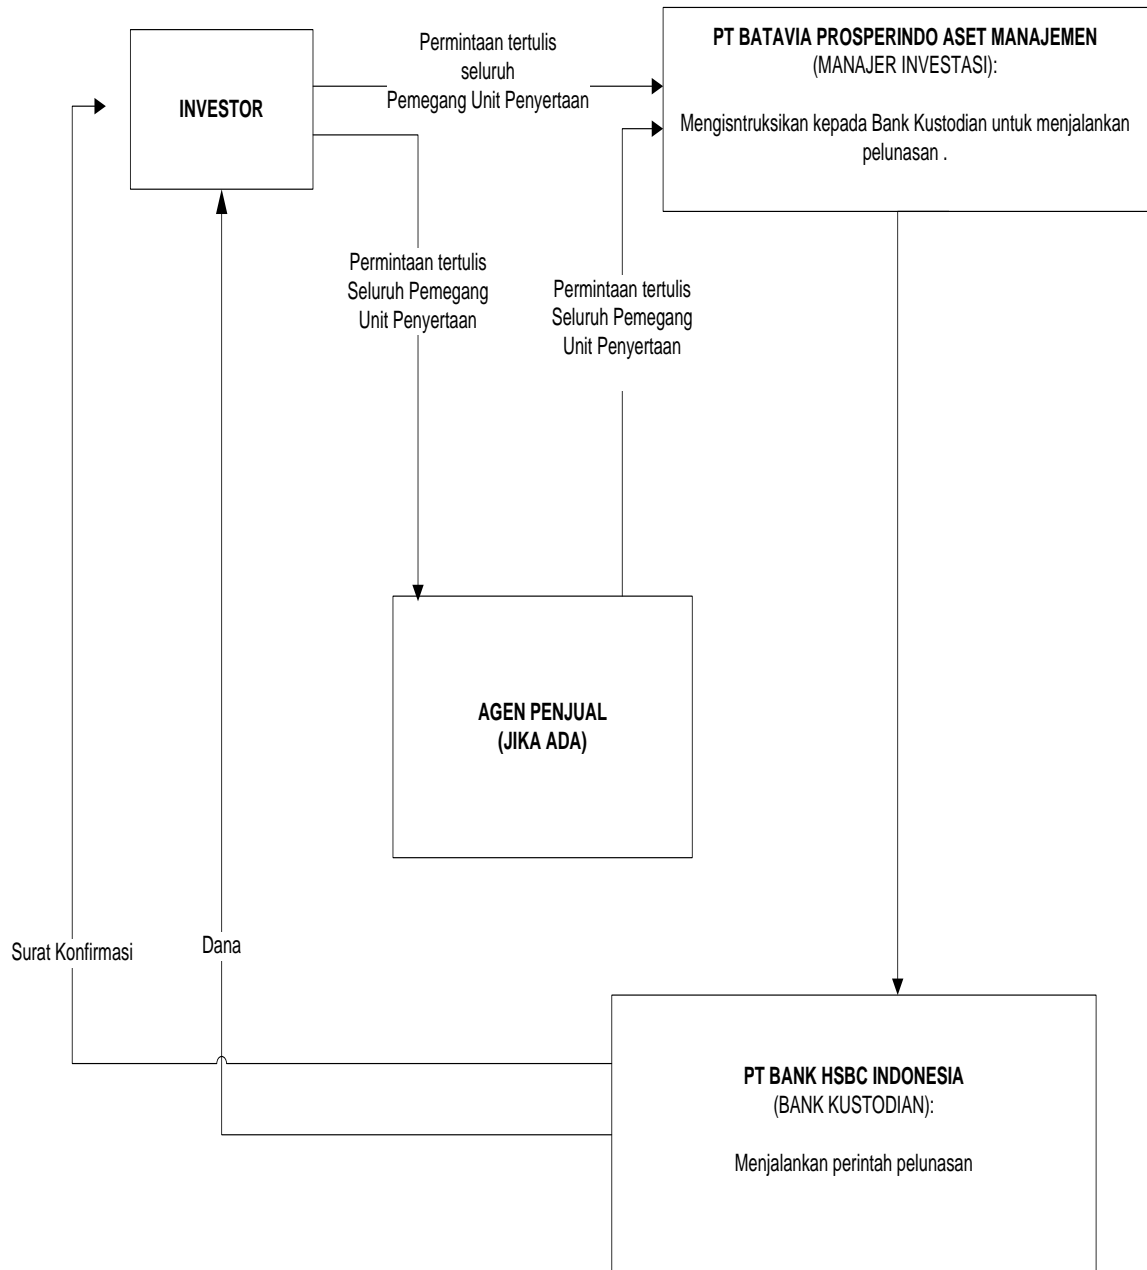 Permintaan tertulis
seluruh
Pemegang Unit Penyertaan
PT BATAVIA PROSPERINDO ASET MANAJEMEN
(MANAJER INVESTASI):
Mengisntruksikan kepada Bank Kustodian untuk menjalankan
pelunasan .
INVESTOR
Permintaan tertulis
Seluruh Pemegang
Unit Penyertaan
Permintaan tertulis
Seluruh Pemegang
Unit Penyertaan
AGEN PENJUAL
(JIKA ADA)
Surat Konfirmasi
Dana
PT BANK HSBC INDONESIA
(BANK KUSTODIAN):
Menjalankan perintah pelunasan